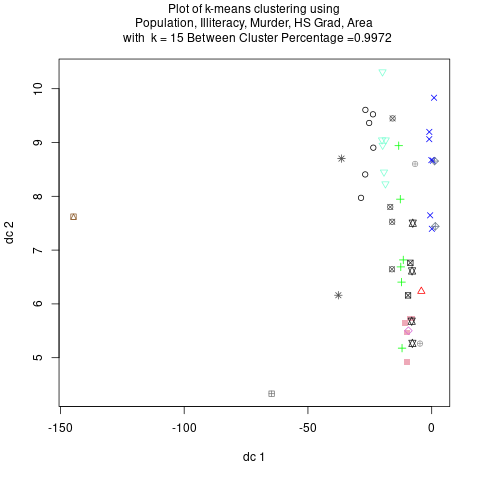 Plot of k-means clustering using
Population, Illiteracy, Murder, HS Grad, Area
with k = 15 Between Cluster Percentage =0.9972
10
9
8
7
6
5
dc 2
-150
-100
-50
0
dc 1